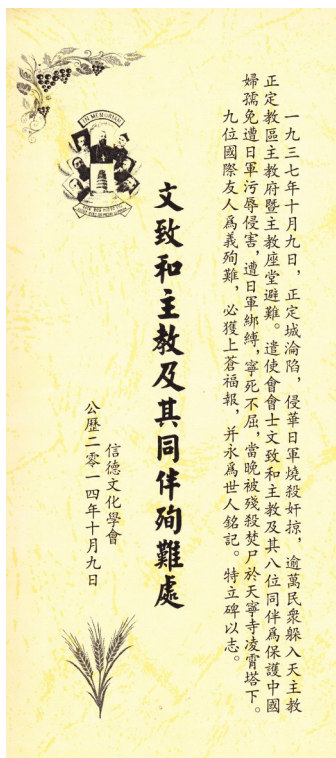 一九三七年十月九日，正定城淪陷，侵華日軍燒殺奸掠，逾萬民衆躲入天主教
正定教區主教府暨主教座堂避難。遣使會會士文致和主教及其八位同伴爲保護中國
婦孺免遭日軍污辱侵害，遭日軍綁縛，寧死不屈，當晚被殘殺焚尸於天寧寺凌霄塔下。
九位國際友人爲義殉難，必獲上蒼福報，并永爲世人銘記。特立碑以志。
文致和主教及其同伴殉難處
IN MEMORIAM
信德文化學會
公歷二零一四年十月九日